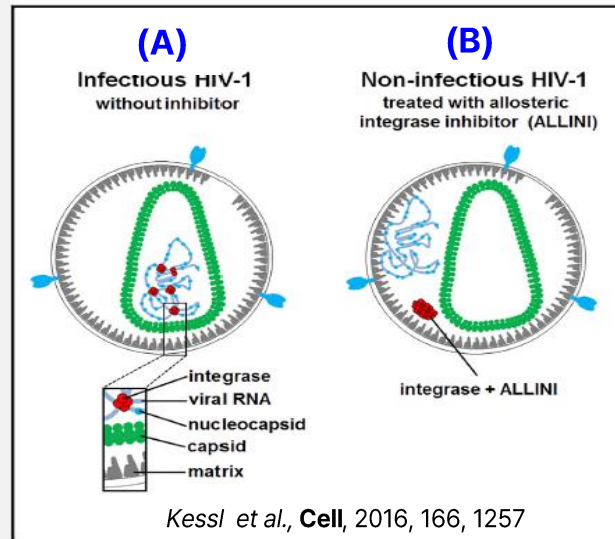 (A)
Infectious HIV-1
without inhibitor
(B)
Non-infectious HIV-1
treated with allosteric
integrase inhibitor (ALLINI)
integrase
viral RNA
nucleocapsid
capsid
matrix
integrase + ALLINI
Kessl et al., Cell, 2016, 166, 1257